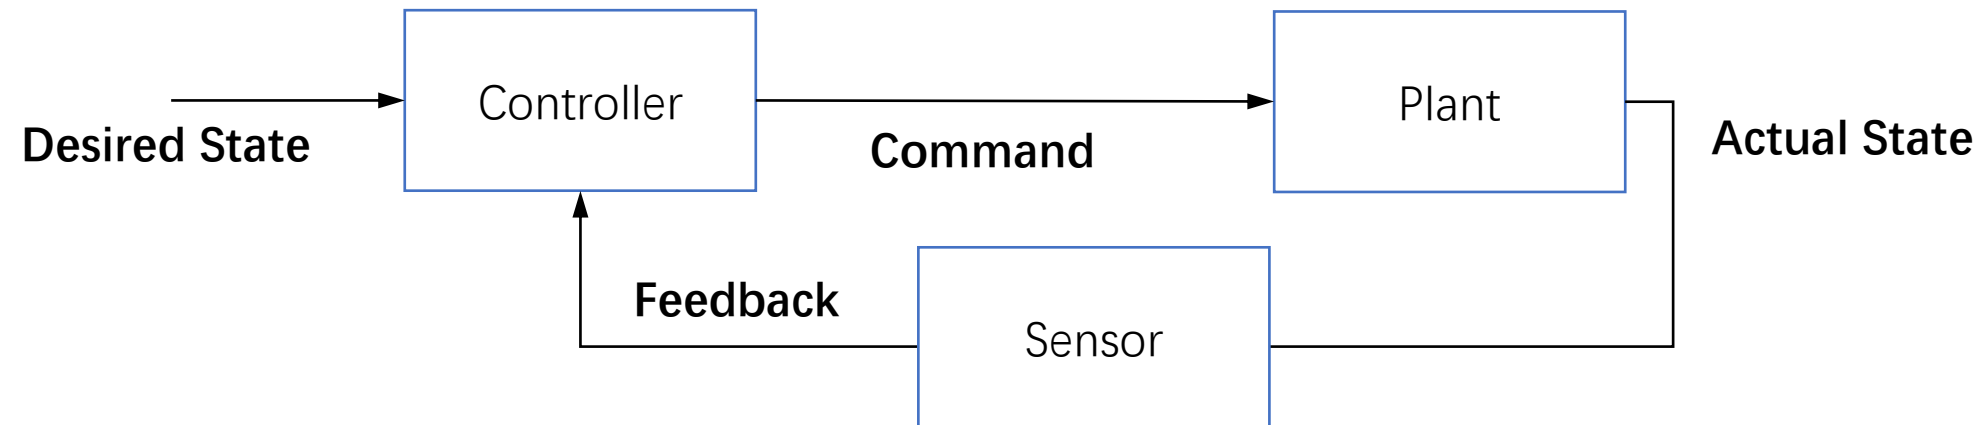 Controller
Plant
Desired State
Command
Actual State
Feedback
Sensor